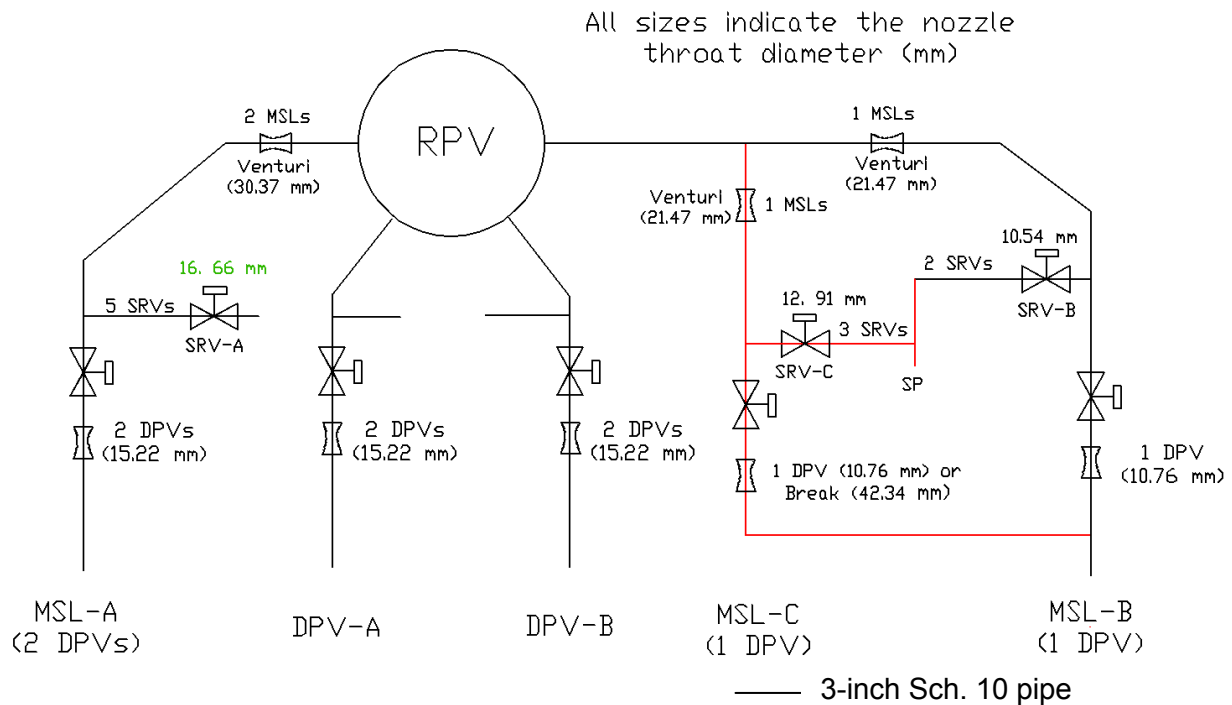 All sizes indicate the nozzle
throat diameter (mm)
2 MSLs
Venturi
(30.37 mm)
RPV
1 MSLs
Venturi
(21.47 mm)
Venturi
(21.47 mm)
1 MSLs
16. 66 mm
5 SRVs
SRV-A
10.54 mm
2 SRVs
SRV-B
12. 91 mm
3 SRVs
SRV-C
SP
2 DPVs
(15.22 mm)
2 DPVs
(15.22 mm)
2 DPVs
(15.22 mm)
1 DPV (10.76 mm) or
Break (42.34 mm)
1 DPV
(10.76 mm)
MSL-A
(2 DPVs)
DPV-A
DPV-B
MSL-C
(1 DPV)
MSL-B
(1 DPV)
3-inch Sch. 10 pipe